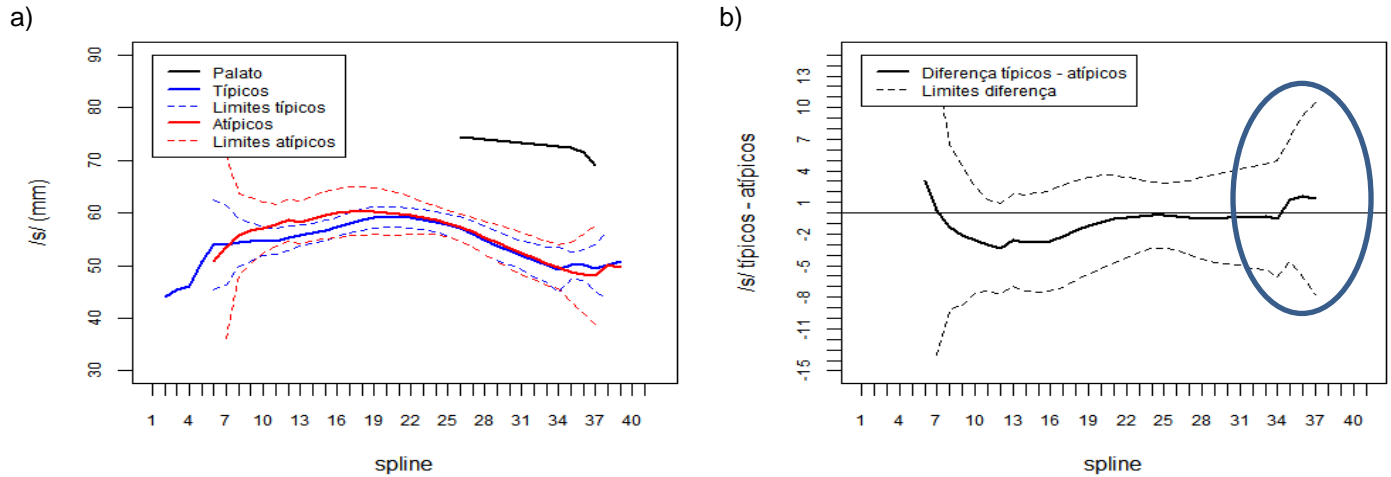 a)
90
80
70
60
50
40
30
/s/ (mm)
Palato
Típicos
Limites típicos
Atípicos
Limites atípicos
1 4 7 10 13 16 19 22 25 28 31 34 37 40
spline
b)
13
10
7
4
1
-2
-5
-8
-11
-15
/s/ típicos - atípicos
Diferença típicos - atípicos
Limites diferença
1 4 7 10 13 16 19 22 25 28 31 34 37 40
spline